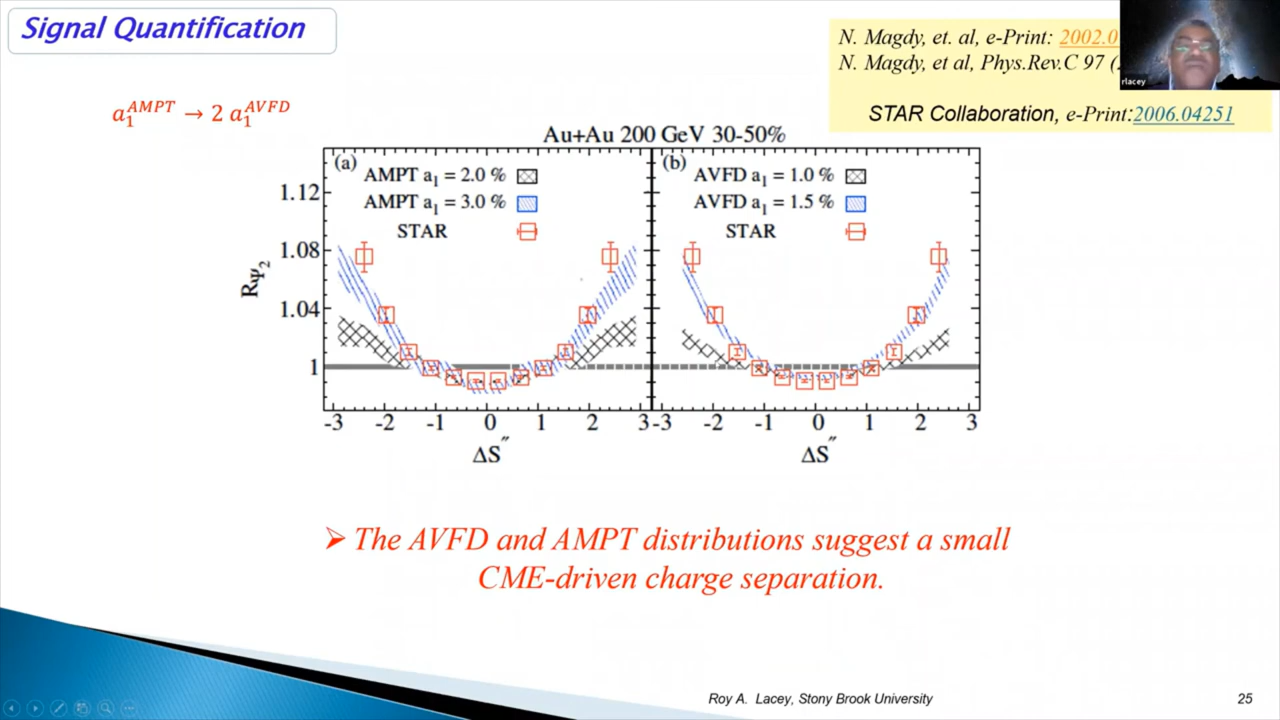 Signal Quantification
N. Magdy, et. al, e-Print: 2002.0
N. Magdy, et al, Phys.Rev.C 97 (
STAR Collaboration, e-Print:2006.04251
rlacey
a₁^AMPT → 2 a₁^AVFD
Au+Au 200 GeV 30-50%
(a) AMPT a₁ = 2.0 %
AMPT a₁ = 3.0 %
STAR
(b) AVFD a₁ = 1.0 %
AVFD a₁ = 1.5 %
STAR
1.12
1.08
1.04
1
R_Ψ₂
-3 -2 -1 0 1 2 3
-3 -2 -1 0 1 2 3
ΔS″
ΔS″
➢ The AVFD and AMPT distributions suggest a small
CME-driven charge separation.
Roy A. Lacey, Stony Brook University
25